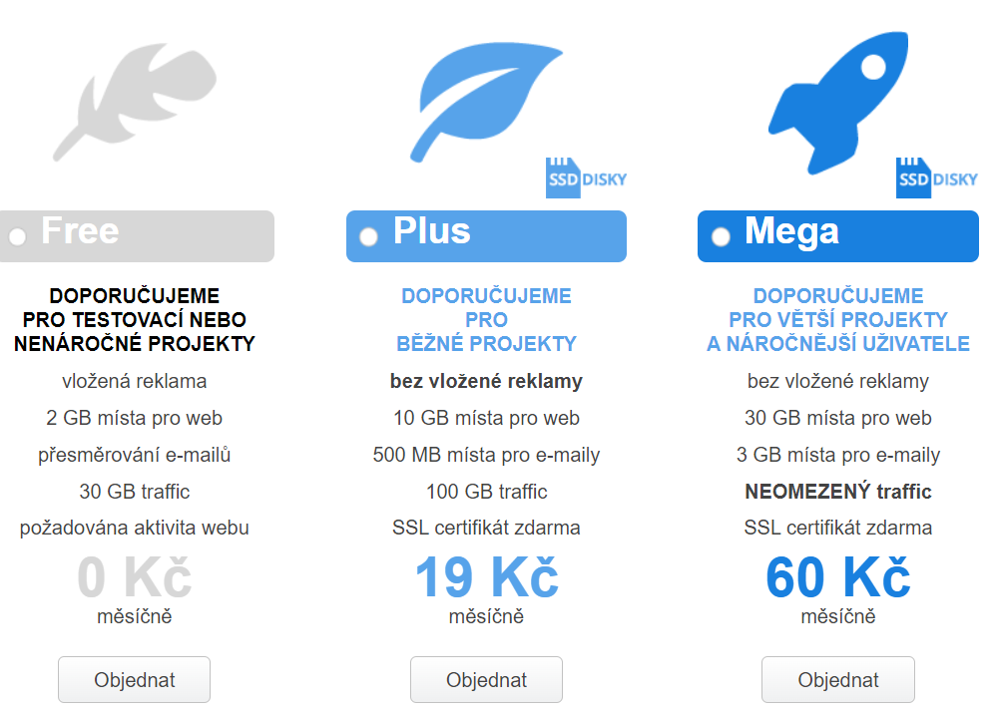 SSD DISKY
SSD DISKY
Free
Plus
Mega
DOPORUČUJEME
PRO TESTOVACÍ NEBO
NENÁROČNÉ PROJEKTY
vložená reklama
2 GB místa pro web
přesměrování e-mailů
30 GB traffic
požadována aktivita webu
0 Kč
měsíčně
Objednat
DOPORUČUJEME
PRO
BĚŽNÉ PROJEKTY
bez vložené reklamy
10 GB místa pro web
500 MB místa pro e-maily
100 GB traffic
SSL certifikát zdarma
19 Kč
měsíčně
Objednat
DOPORUČUJEME
PRO VĚTŠÍ PROJEKTY
A NÁROČNĚJŠÍ UŽIVATELE
bez vložené reklamy
30 GB místa pro web
3 GB místa pro e-maily
NEOMEZENÝ traffic
SSL certifikát zdarma
60 Kč
měsíčně
Objednat